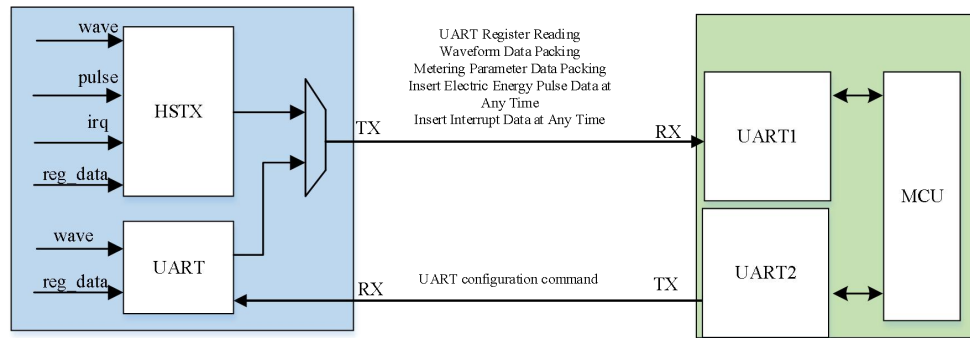 wave
pulse
irq
reg_data
HSTX
wave
reg_data
UART
TX
UART Register Reading
Waveform Data Packing
Metering Parameter Data Packing
Insert Electric Energy Pulse Data at
Any Time
Insert Interrupt Data at Any Time
RX
RX
UART configuration command
TX
UART1
UART2
MCU